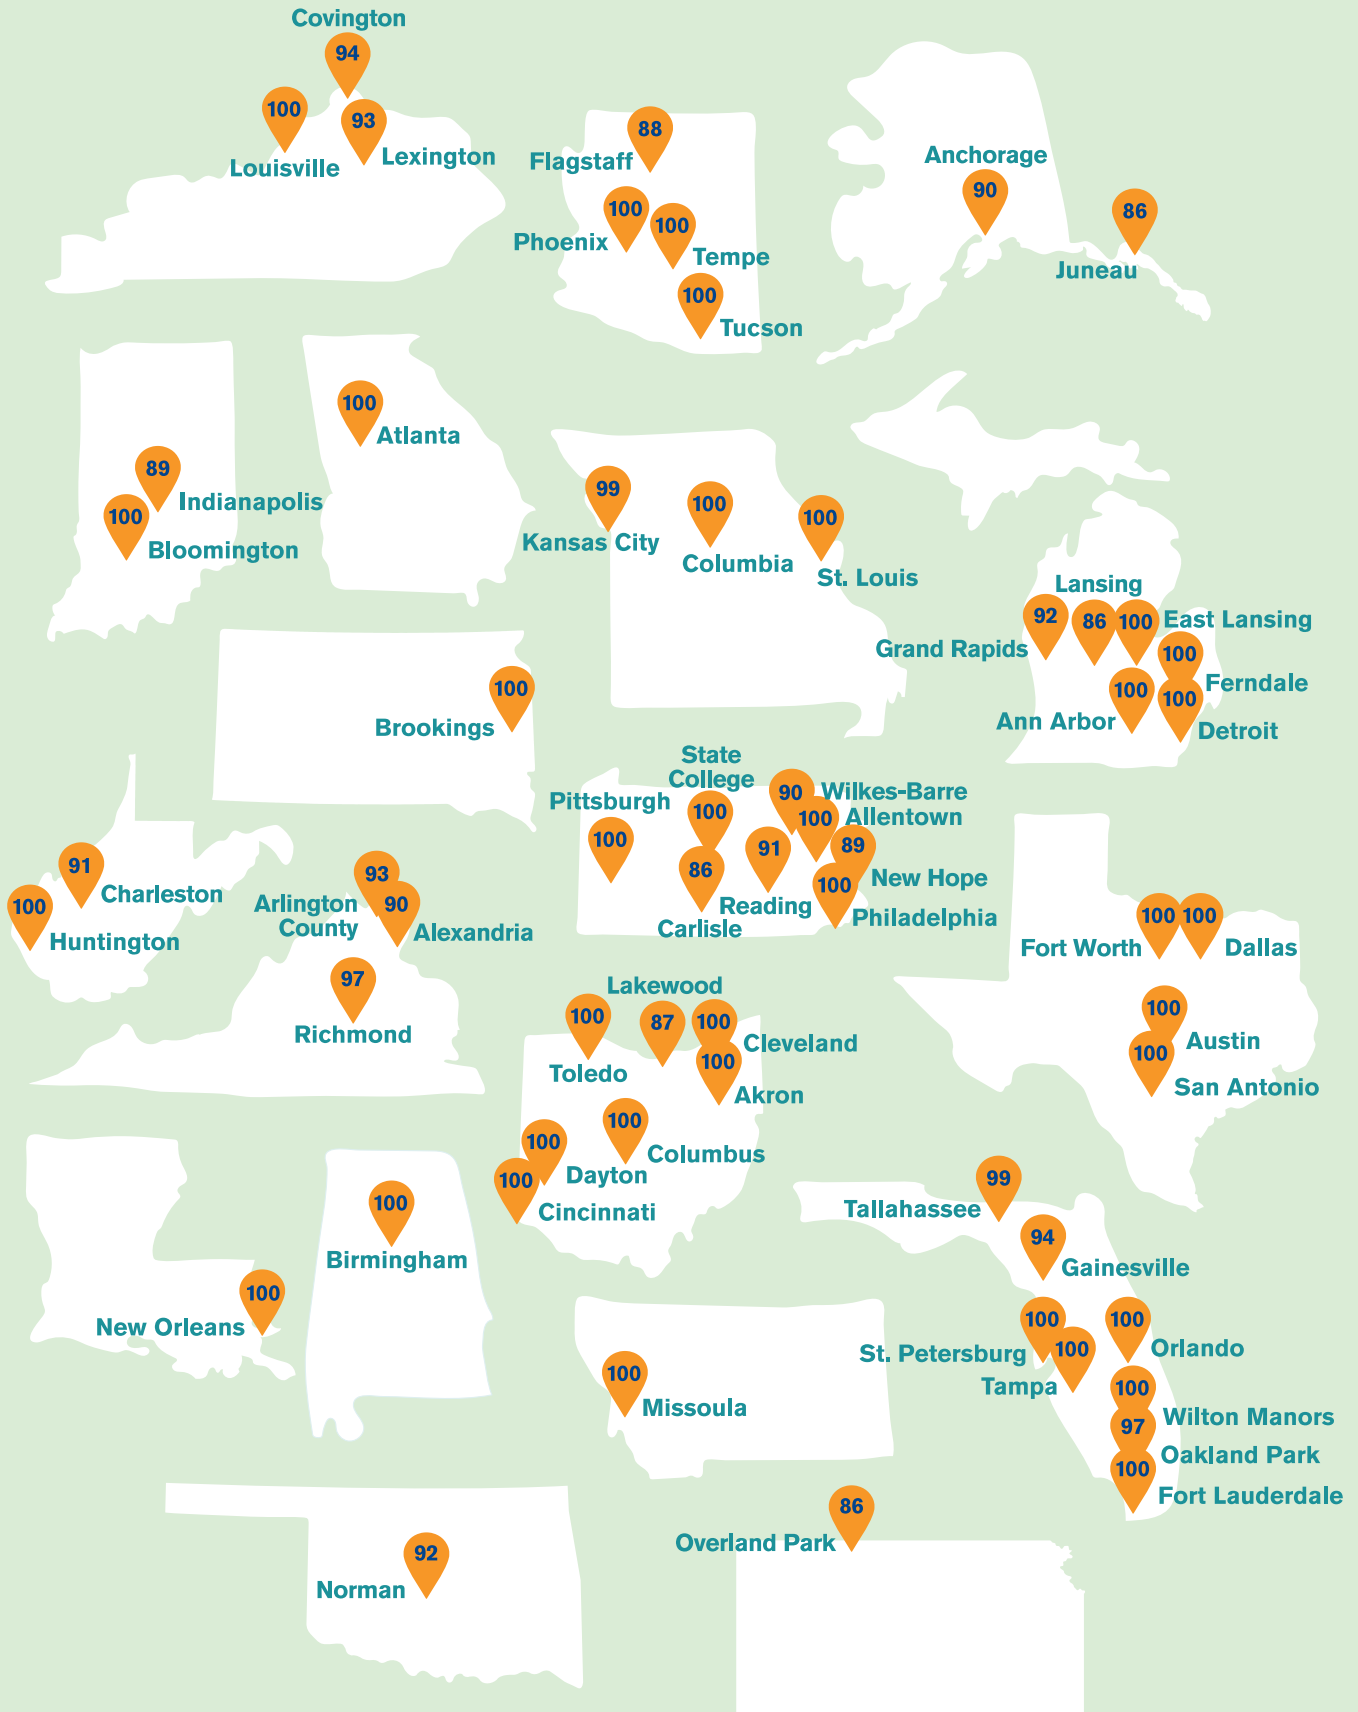 Covington
94
100
Louisville
93
Lexington
88
Flagstaff
100
Phoenix
100
Tempe
100
Tucson
Anchorage
90
86
Juneau
89
Indianapolis
100
Bloomington
100
Atlanta
99
Kansas City
100
Columbia
100
St. Louis
Lansing
92
86
100
East Lansing
Grand Rapids
100
Ferndale
100
Ann Arbor
100
Detroit
100
Brookings
State
College
100
Pittsburgh
100
90
Wilkes-Barre
100
Allentown
86
Carlisle
91
Reading
89
New Hope
100
Philadelphia
91
Charleston
100
Huntington
93
Arlington
County
90
Alexandria
97
Richmond
100
Fort Worth
100
Dallas
100
Austin
100
San Antonio
Lakewood
100
Toledo
87
100
Cleveland
100
Akron
100
Columbus
100
Dayton
100
Cincinnati
100
New Orleans
100
Birmingham
99
Tallahassee
94
Gainesville
100
St. Petersburg
100
Tampa
100
Orlando
100
Wilton Manors
97
Oakland Park
100
Fort Lauderdale
100
Missoula
92
Norman
86
Overland Park